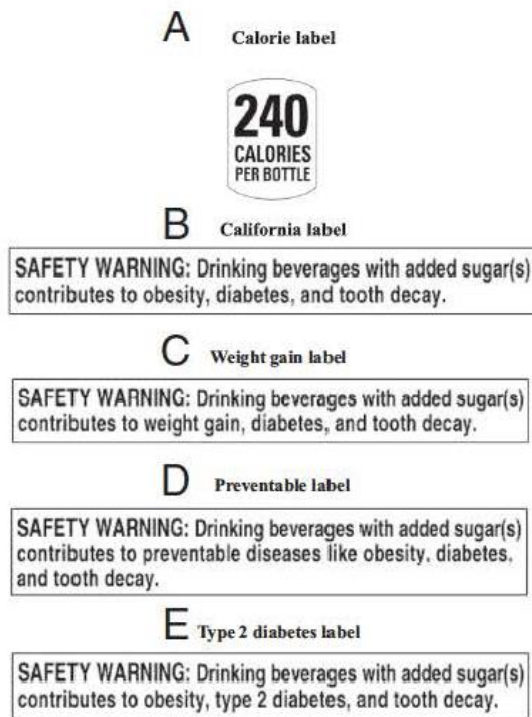 A Calorie label
240
CALORIES
PER BOTTLE
B California label
SAFETY WARNING: Drinking beverages with added sugar(s)
contributes to obesity, diabetes, and tooth decay.
C Weight gain label
SAFETY WARNING: Drinking beverages with added sugar(s)
contributes to weight gain, diabetes, and tooth decay.
D Preventable label
SAFETY WARNING: Drinking beverages with added sugar(s)
contributes to preventable diseases like obesity, diabetes,
and tooth decay.
E Type 2 diabetes label
SAFETY WARNING: Drinking beverages with added sugar(s)
contributes to obesity, type 2 diabetes, and tooth decay.